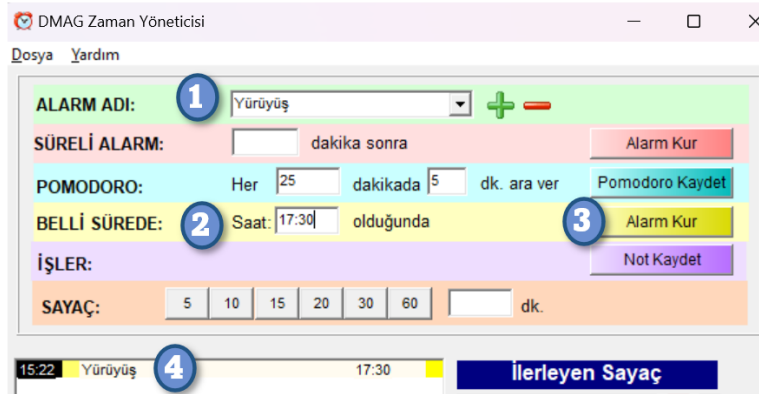 DMAG Zaman Yöneticisi
Dosya Yardım
ALARM ADI: 1 Yürüyüş
SÜRELİ ALARM: dakika sonra Alarm Kur
POMODORO: Her 25 dakikada 5 dk. ara ver Pomodoro Kaydet
BELLİ SÜREDE: 2 Saat: 17:30 olduğunda 3 Alarm Kur
İŞLER: Not Kaydet
SAYAÇ: 5 10 15 20 30 60 dk.
15:22 Yürüyüş 4 17:30 İlerleyen Sayaç